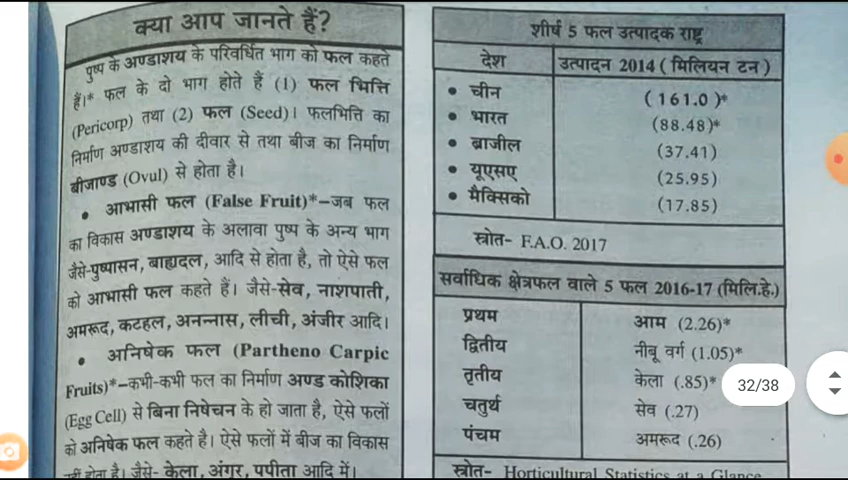 क्या आप जानते हैं?
पुष्प के अण्डाशय के परिवर्धित भाग को फल कहते
हैं।* फल के दो भाग होते हैं (1) फल भित्ति
(Pericorp) तथा (2) फल (Seed)। फलभित्ति का
निर्माण अण्डाशय की दीवार से तथा बीज का निर्माण
बीजाण्ड (Ovul) से होता है।
• आभासी फल (False Fruit)*–जब फल
का विकास अण्डाशय के अलावा पुष्प के अन्य भाग
जैसे-पुष्पासन, बाह्यदल, आदि से होता है, तो ऐसे फल
को आभासी फल कहते हैं। जैसे-सेव, नाशपाती,
अमरूद, कटहल, अनन्नास, लीची, अंजीर आदि।
• अनिषेक फल (Partheno Carpic
Fruits)*–कभी-कभी फल का निर्माण अण्ड कोशिका
(Egg Cell) से बिना निषेचन के हो जाता है, ऐसे फलों
को अनिषेक फल कहते है। ऐसे फलों में बीज का विकास
नहीं होता है। जैसे- केला, अंगूर, पपीता आदि में।
शीर्ष 5 फल उत्पादक राष्ट्र
देश उत्पादन 2014 ( मिलियन टन )
• चीन ( 161.0 )*
• भारत (88.48)*
• ब्राजील (37.41)
• यूएसए (25.95)
• मैक्सिको (17.85)
स्त्रोत- F.A.O. 2017
सर्वाधिक क्षेत्रफल वाले 5 फल 2016-17 (मिलि.हे.)
प्रथम आम (2.26)*
द्वितीय नीबू वर्ग (1.05)*
तृतीय केला (.85)*
चतुर्थ सेव (.27)
पंचम अमरूद (.26)
स्त्रोत- Horticultural Statistics at a Glance
32/38